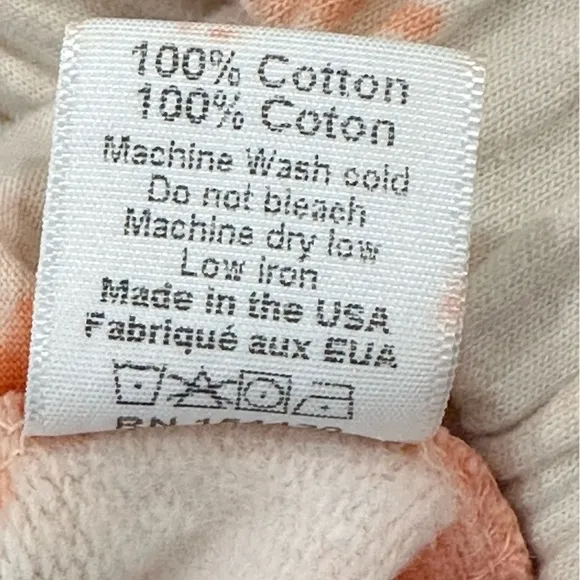 100% Cotton
100% Coton
Machine Wash cold
Do not bleach
Machine dry low
Low iron
Made in the USA
Fabriqué aux EUA
RN